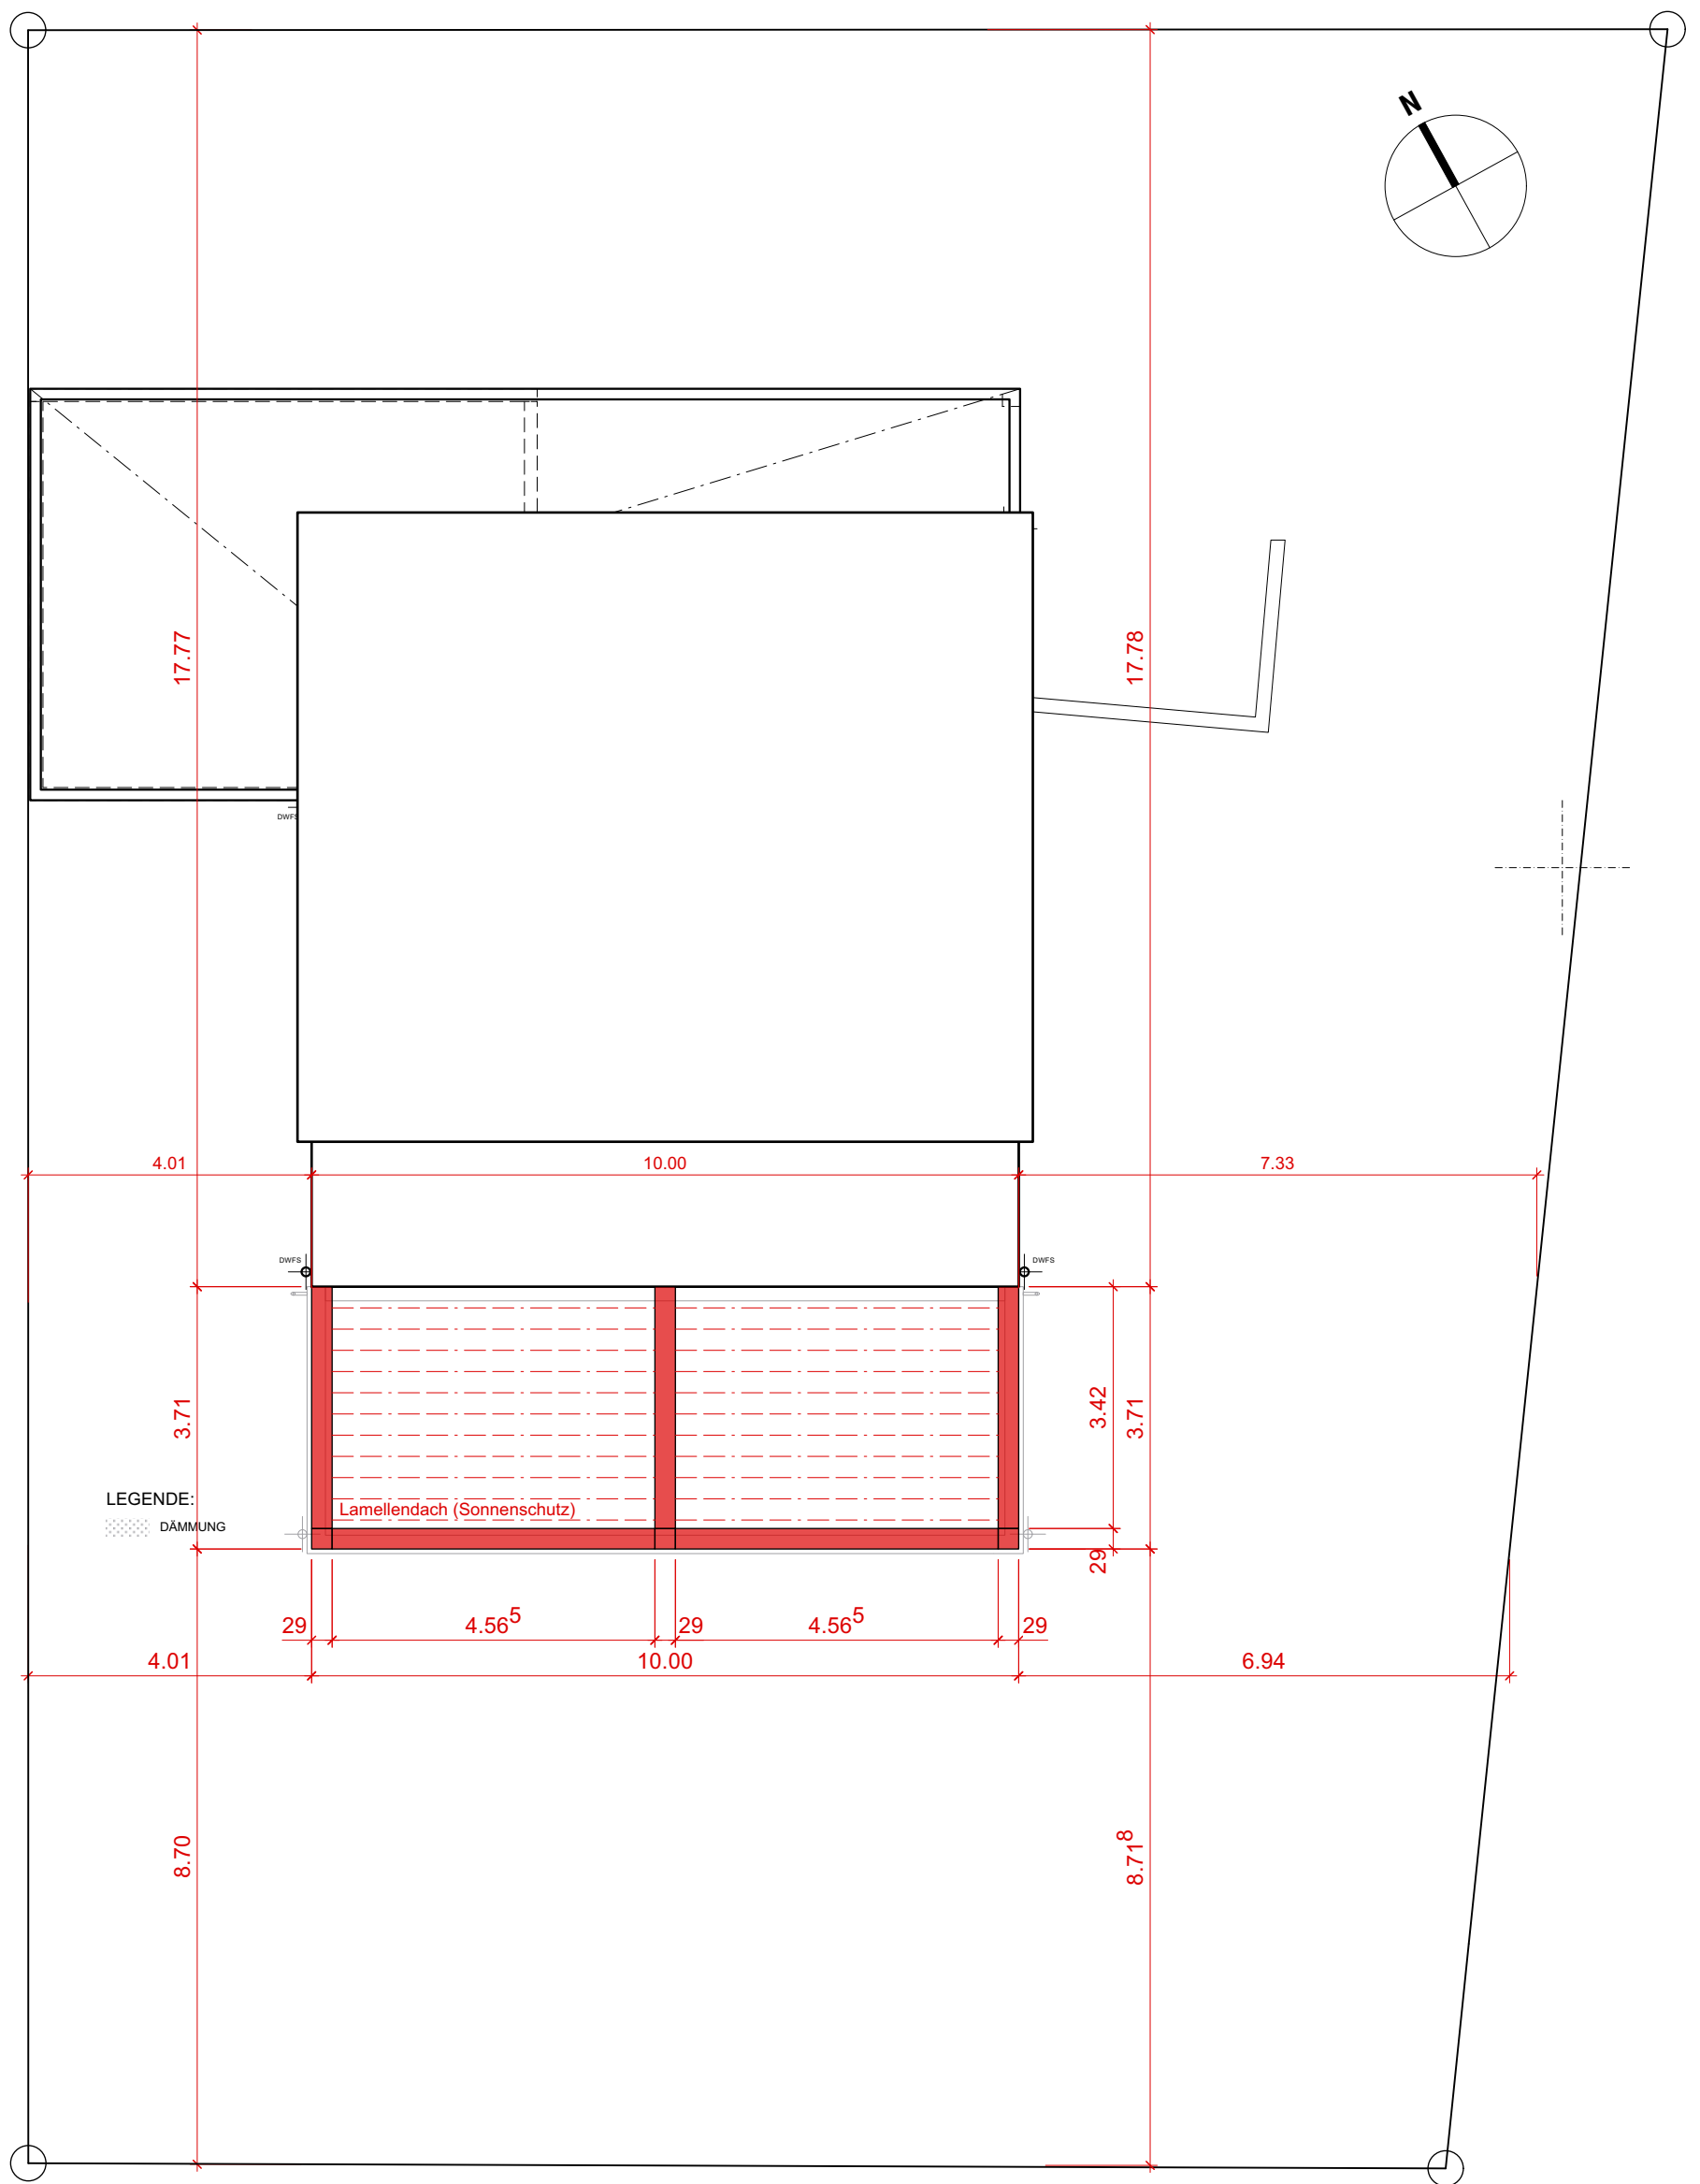 N
17.77
17.78
DWFS
4.01
10.00
7.33
DWFS
DWFS
3.71
3.42
3.71
LEGENDE:
DÄMMUNG
Lamellendach (Sonnenschutz)
29
29
4.56⁵
29
4.56⁵
29
4.01
10.00
6.94
8.70
8.71⁸